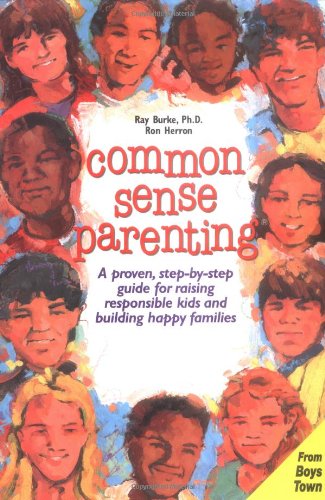 Ray Burke, Ph.D.
Ron Herron
common
sense
parenting®
A proven, step-by-step
guide for raising
responsible kids and
building happy families
From
Boys
Town